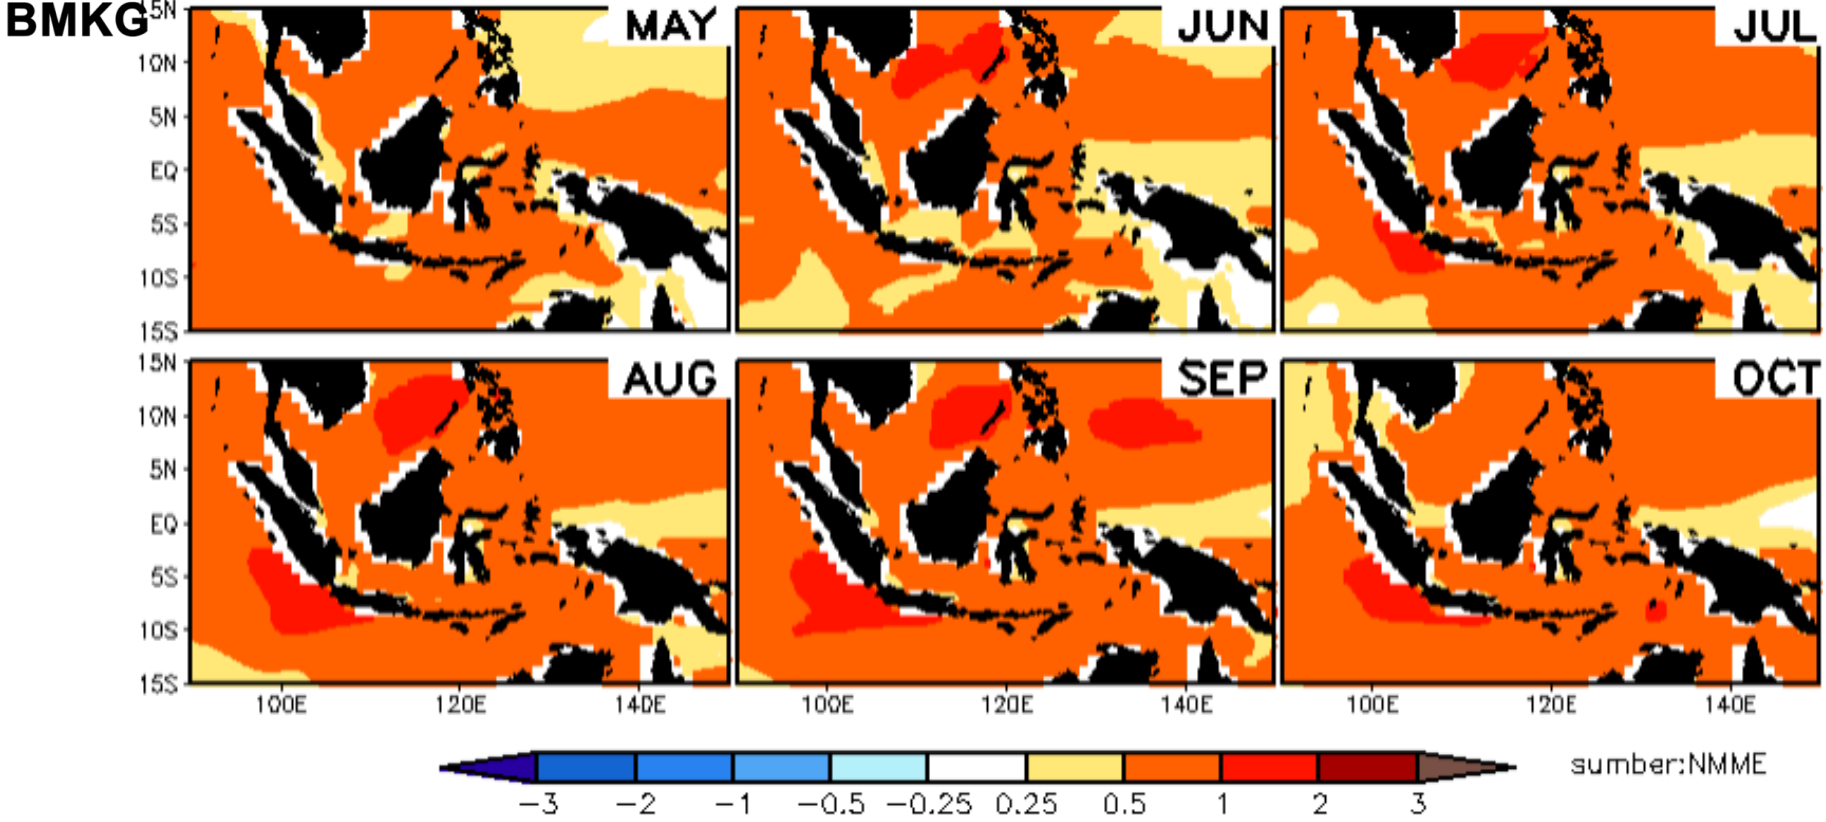 BMKG
15N MAY JUN JUL
10N
5N
EQ
5S
10S
15S
15N AUG SEP OCT
10N
5N
EQ
5S
10S
15S
100E 120E 140E 100E 120E 140E 100E 120E 140E
sumber:NMME
-3 -2 -1 -0.5 -0.25 0.25 0.5 1 2 3